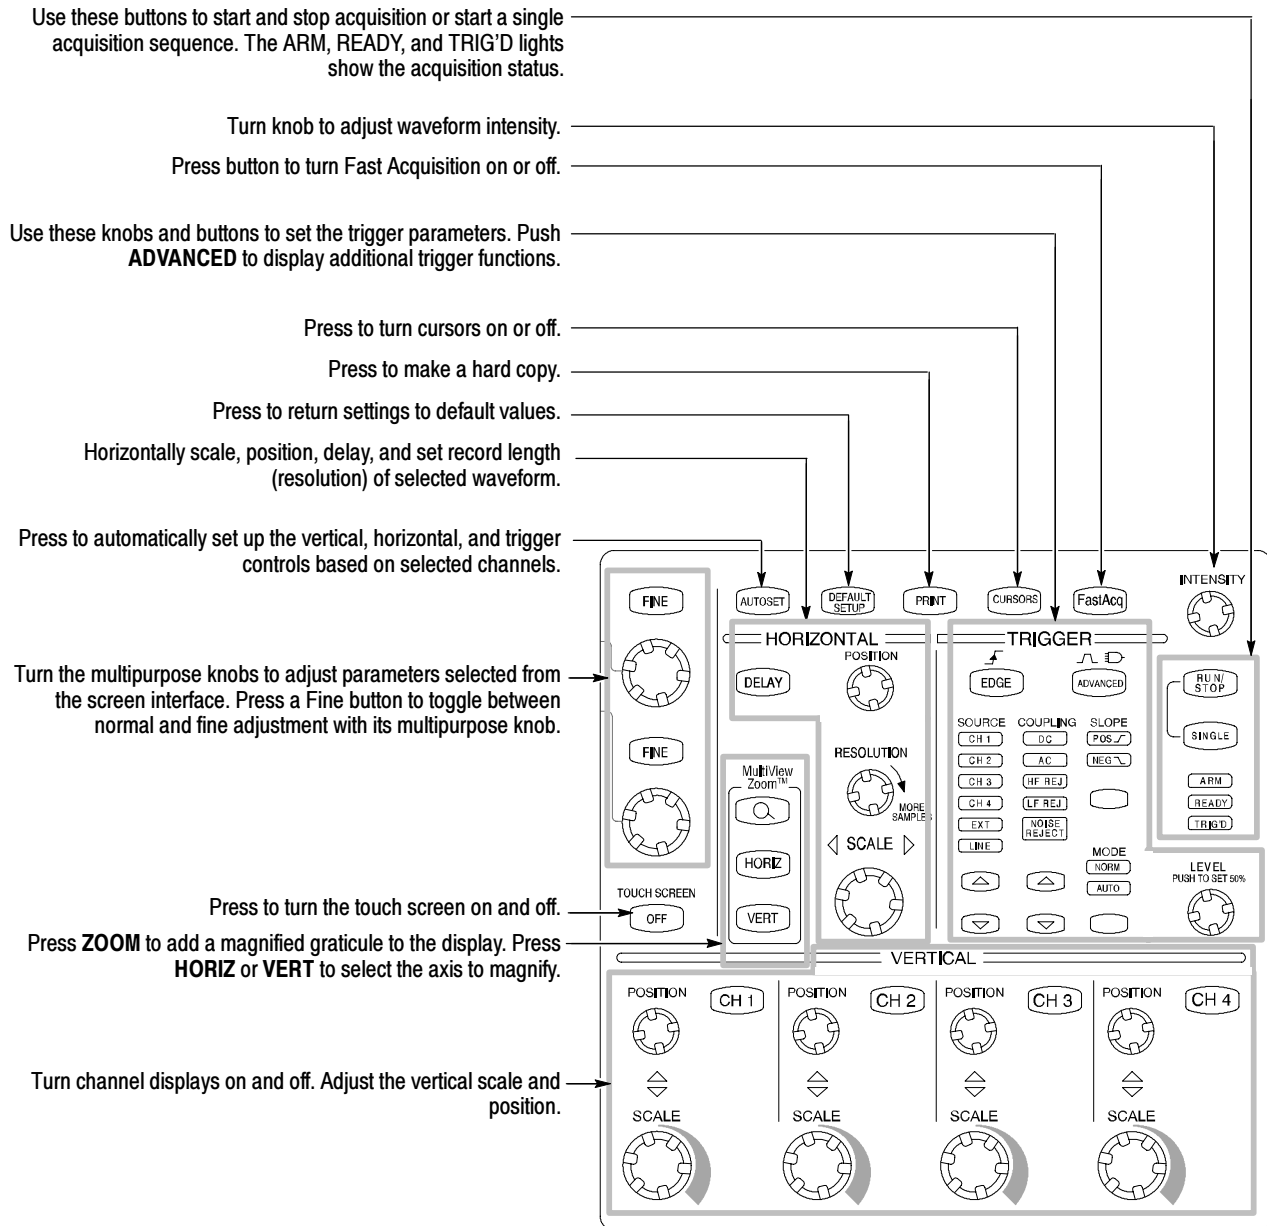 Use these buttons to start and stop acquisition or start a single
acquisition sequence. The ARM, READY, and TRIG’D lights
show the acquisition status.
Turn knob to adjust waveform intensity.
Press button to turn Fast Acquisition on or off.
Use these knobs and buttons to set the trigger parameters. Push
ADVANCED to display additional trigger functions.
Press to turn cursors on or off.
Press to make a hard copy.
Press to return settings to default values.
Horizontally scale, position, delay, and set record length
(resolution) of selected waveform.
Press to automatically set up the vertical, horizontal, and trigger
controls based on selected channels.
Turn the multipurpose knobs to adjust parameters selected from
the screen interface. Press a Fine button to toggle between
normal and fine adjustment with its multipurpose knob.
Press to turn the touch screen on and off.
Press ZOOM to add a magnified graticule to the display. Press
HORIZ or VERT to select the axis to magnify.
Turn channel displays on and off. Adjust the vertical scale and
position.
FINE
FINE
TOUCH SCREEN
OFF
AUTOSET
DEFAULT
SETUP
PRINT
CURSORS
FastAcq
INTENSITY
HORIZONTAL
POSITION
DELAY
RESOLUTION
MORE
SAMPLES
SCALE
MultiView
Zoom™
HORIZ
VERT
TRIGGER
EDGE
ADVANCED
SOURCE
CH 1
CH 2
CH 3
CH 4
EXT
LINE
COUPLING
DC
AC
HF REJ
LF REJ
NOISE
REJECT
SLOPE
POS
NEG
MODE
NORM
AUTO
RUN/
STOP
SINGLE
ARM
READY
TRIG'D
LEVEL
PUSH TO SET 50%
VERTICAL
POSITION
CH 1
SCALE
POSITION
CH 2
SCALE
POSITION
CH 3
SCALE
POSITION
CH 4
SCALE